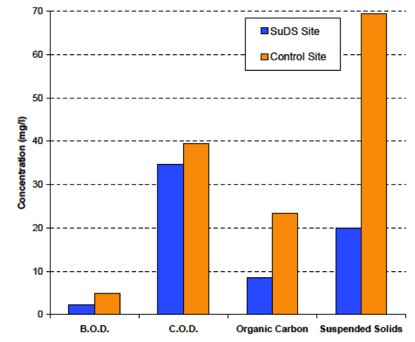 70
60
50
40
30
20
10
0
Concentration (mg/l)
SuDS Site
Control Site
B.O.D.
C.O.D.
Organic Carbon
Suspended Solids